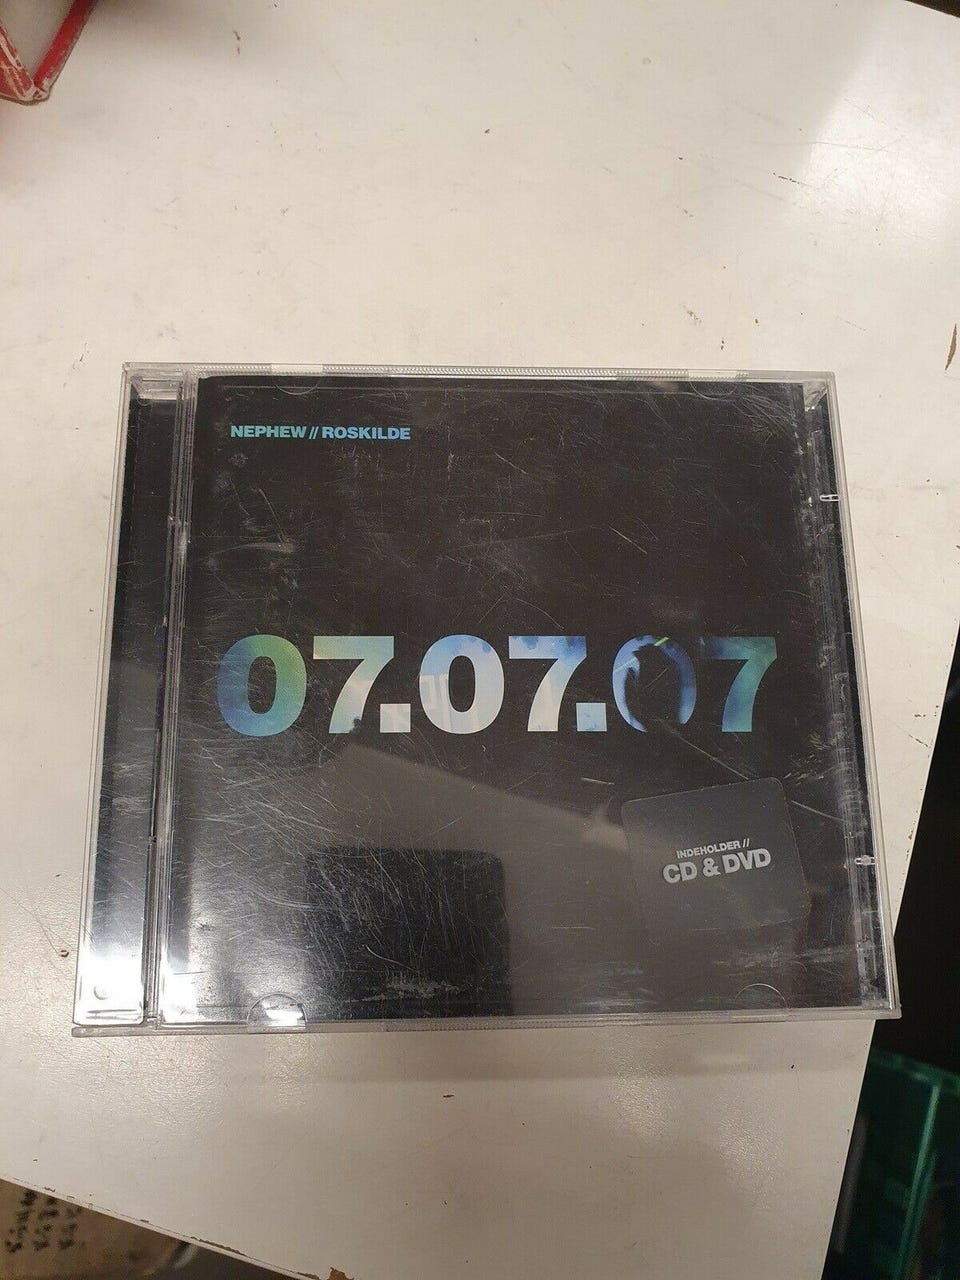 NEPHEW // ROSKILDE
07.07.07
INDEHOLDER //
CD & DVD